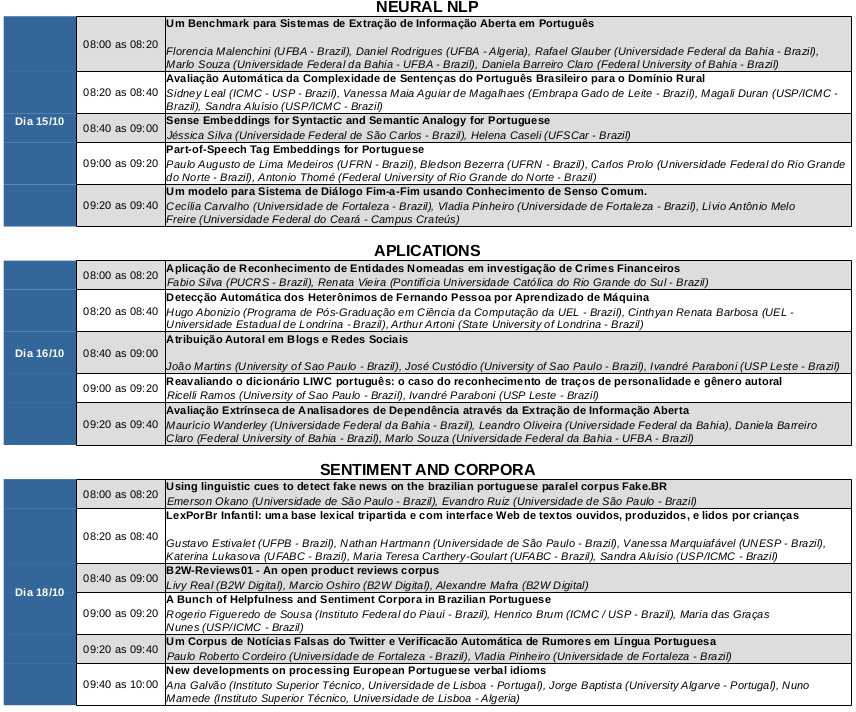 NEURAL NLP
Dia 15/10
08:00 as 08:20
Um Benchmark para Sistemas de Extração de Informação Aberta em Português
Florencia Malenchini (UFBA - Brazil), Daniel Rodrigues (UFBA - Algeria), Rafael Glauber (Universidade Federal da Bahia - Brazil),
Marlo Souza (Universidade Federal da Bahia - UFBA - Brazil), Daniela Barreiro Claro (Federal University of Bahia - Brazil)
08:20 as 08:40
Avaliação Automática da Complexidade de Sentenças do Português Brasileiro para o Domínio Rural
Sidney Leal (ICMC - USP - Brazil), Vanessa Maia Aguiar de Magalhaes (Embrapa Gado de Leite - Brazil), Magali Duran (USP/ICMC -
Brazil), Sandra Aluísio (USP/ICMC - Brazil)
08:40 as 09:00
Sense Embeddings for Syntactic and Semantic Analogy for Portuguese
Jéssica Silva (Universidade Federal de São Carlos - Brazil), Helena Caseli (UFSCar - Brazil)
09:00 as 09:20
Part-of-Speech Tag Embeddings for Portuguese
Paulo Augusto de Lima Medeiros (UFRN - Brazil), Bledson Bezerra (UFRN - Brazil), Carlos Prolo (Universidade Federal do Rio Grande
do Norte - Brazil), Antonio Thomé (Federal University of Rio Grande do Norte - Brazil)
09:20 as 09:40
Um modelo para Sistema de Diálogo Fim-a-Fim usando Conhecimento de Senso Comum.
Cecília Carvalho (Universidade de Fortaleza - Brazil), Vladia Pinheiro (Universidade de Fortaleza - Brazil), Lívio Antônio Melo
Freire (Universidade Federal do Ceará - Campus Crateús)
APLICATIONS
Dia 16/10
08:00 as 08:20
Aplicação de Reconhecimento de Entidades Nomeadas em investigação de Crimes Financeiros
Fabio Silva (PUCRS - Brazil), Renata Vieira (Pontifícia Universidade Católica do Rio Grande do Sul - Brazil)
08:20 as 08:40
Detecção Automática dos Heterônimos de Fernando Pessoa por Aprendizado de Máquina
Hugo Abonizio (Programa de Pós-Graduação em Ciência da Computação da UEL - Brazil), Cinthyan Renata Barbosa (UEL -
Universidade Estadual de Londrina - Brazil), Arthur Artoni (State University of Londrina - Brazil)
08:40 as 09:00
Atribuição Autoral em Blogs e Redes Sociais
João Martins (University of Sao Paulo - Brazil), José Custódio (University of Sao Paulo - Brazil), Ivandré Paraboni (USP Leste - Brazil)
09:00 as 09:20
Reavaliando o dicionário LIWC português: o caso do reconhecimento de traços de personalidade e gênero autoral
Ricelli Ramos (University of Sao Paulo - Brazil), Ivandré Paraboni (USP Leste - Brazil)
09:20 as 09:40
Avaliação Extrínseca de Analisadores de Dependência através da Extração de Informação Aberta
Mauricio Wanderley (Federal University of Bahia - Brazil), Leandro Oliveira (Universidade Federal da Bahia), Daniela Barreiro
Claro (Federal University of Bahia - Brazil), Marlo Souza (Universidade Federal da Bahia - UFBA - Brazil)
SENTIMENT AND CORPORA
Dia 18/10
08:00 as 08:20
Using linguistic cues to detect fake news on the brazilian portuguese paralel corpus Fake.BR
Emerson Okano (Universidade de São Paulo - Brazil), Evandro Ruiz (Universidade de São Paulo - Brazil)
08:20 as 08:40
LexPorBr Infantil: uma base lexical tripartida e com interface Web de textos ouvidos, produzidos, e lidos por crianças
Gustavo Estivalet (UFPB - Brazil), Nathan Hartmann (Universidade de São Paulo - Brazil), Vanessa Marquiafável (UNESP - Brazil),
Katerina Lukasova (UFABC - Brazil), Maria Teresa Carthery-Goulart (UFABC - Brazil), Sandra Aluísio (USP/ICMC - Brazil)
08:40 as 09:00
B2W-Reviews01 - An open product reviews corpus
Livy Real (B2W Digital), Marcio Oshiro (B2W Digital), Alexandre Mafra (B2W Digital)
09:00 as 09:20
A Bunch of Helpfulness and Sentiment Corpora in Brazilian Portuguese
Rogerio Figueredo de Sousa (Instituto Federal do Piauí - Brazil), Henrico Brum (ICMC / USP - Brazil), Maria das Graças
Nunes (USP/ICMC - Brazil)
09:20 as 09:40
Um Corpus de Notícias Falsas do Twitter e Verificacão Automática de Rumores em Língua Portuguesa
Paulo Roberto Cordeiro (Universidade de Fortaleza - Brazil), Vladia Pinheiro (Universidade de Fortaleza - Brazil)
09:40 as 10:00
New developments on processing European Portuguese verbal idioms
Ana Galvão (Instituto Superior Técnico, Universidade de Lisboa - Portugal), Jorge Baptista (University Algarve - Portugal), Nuno
Mamede (Instituto Superior Técnico, Universidade de Lisboa - Algeria)